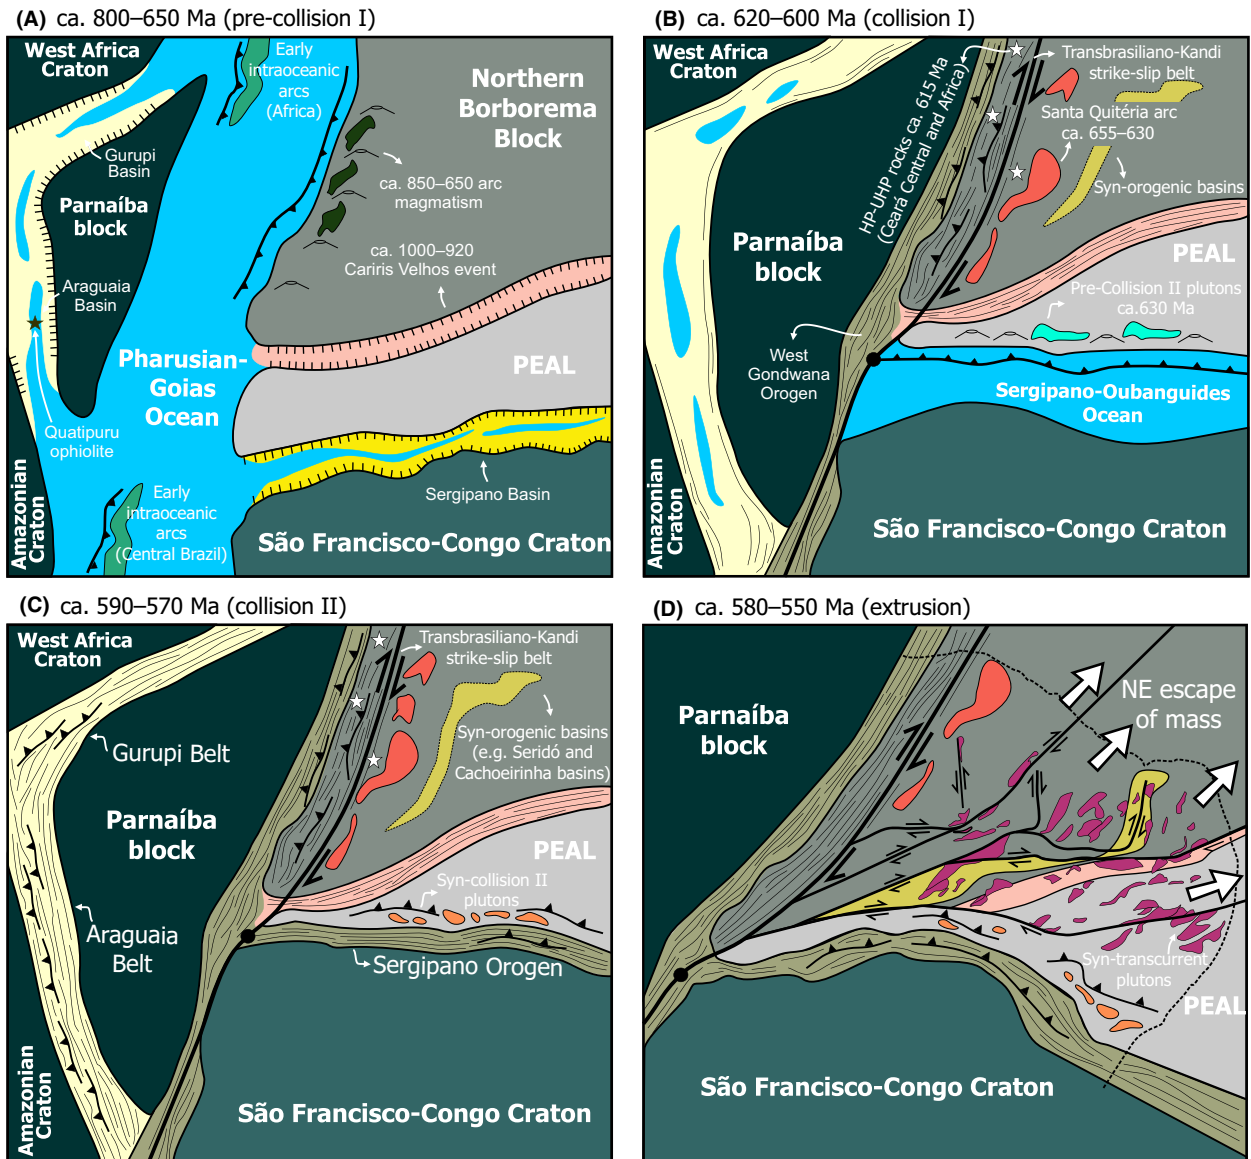 (A) ca. 800–650 Ma (pre-collision I)
West Africa
Craton
Early
intraoceanic
arcs
(Africa)
Northern
Borborema
Block
Gurupi
Basin
Parnaíba
block
ca. 850–650 arc
magmatism
ca. 1000–920
Cariris Velhos event
Araguaia
Basin
Pharusian-
Goias
Ocean
PEAL
Quatipuru
ophiolite
Amazonian
Craton
Early
intraoceanic
arcs
(Central Brazil)
Sergipano Basin
São Francisco-Congo Craton
(B) ca. 620–600 Ma (collision I)
West Africa
Craton
HP-UHP rocks ca. 615 Ma
(Ceará Central and Africa)
Transbrasiliano-Kandi
strike-slip belt
Santa Quitéria arc
ca. 655–630
Syn-orogenic basins
Parnaíba
block
PEAL
Pre-Collision II plutons
ca.630 Ma
West
Gondwana
Orogen
Sergipano-Oubanguides
Ocean
Amazonian
Craton
São Francisco-Congo Craton
(C) ca. 590–570 Ma (collision II)
West Africa
Craton
Transbrasiliano-Kandi
strike-slip belt
Gurupi Belt
Syn-orogenic basins
(e.g. Seridó and
Cachoeirinha basins)
Parnaíba
block
PEAL
Syn-collision II
plutons
Araguaia
Belt
Sergipano Orogen
Amazonian
Craton
São Francisco-Congo Craton
(D) ca. 580–550 Ma (extrusion)
Parnaíba
block
NE escape
of mass
Syn-transcurrent
plutons
PEAL
São Francisco-Congo Craton